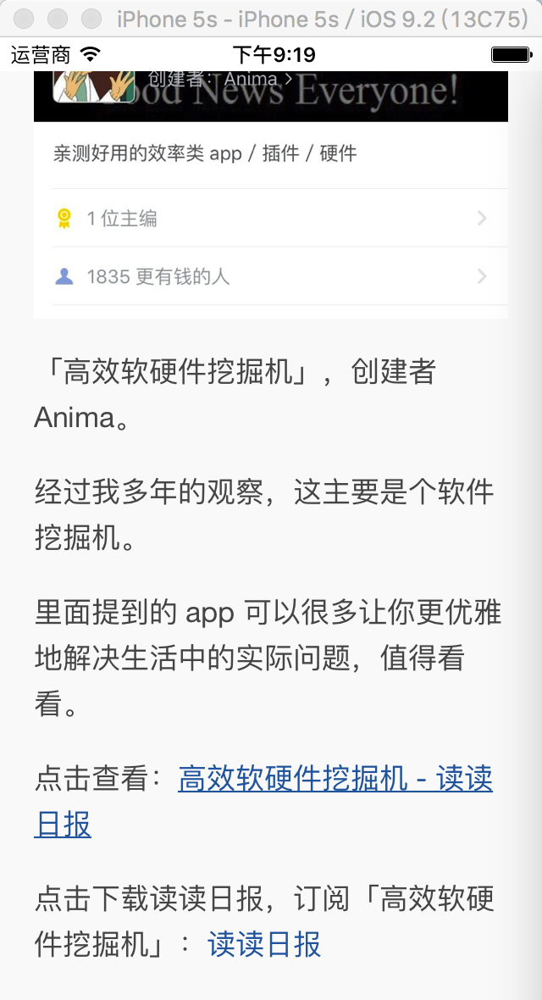 iPhone 5s - iPhone 5s / iOS 9.2 (13C75)
运营商 下午9:19
创建者：Anima >
Good News Everyone!
亲测好用的效率类 app / 插件 / 硬件
1 位主编
1835 更有钱的人
「高效软硬件挖掘机」，创建者
Anima。
经过我多年的观察，这主要是个软件
挖掘机。
里面提到的 app 可以很多让你更优雅
地解决生活中的实际问题，值得看
看。
点击查看：高效软硬件挖掘机 - 读读
日报
点击下载读读日报，订阅「高效软硬
件挖掘机」：读读日报